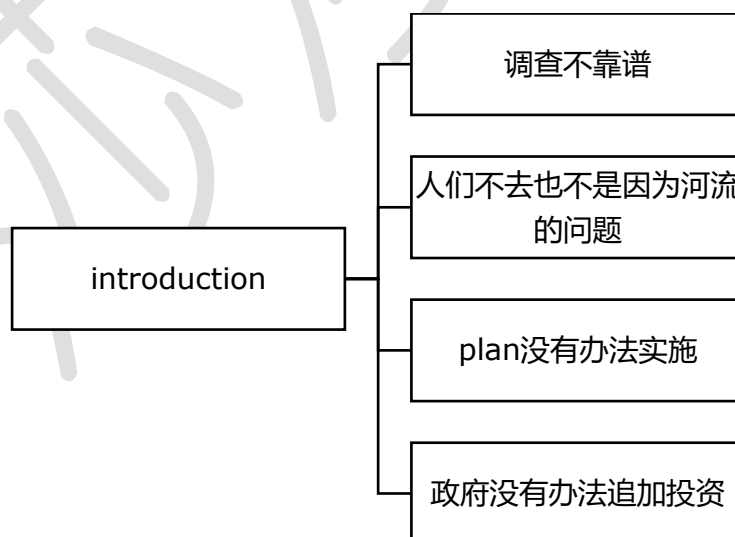 调查不靠谱
人们不去也不是因为河流
的问题
introduction
plan没有办法实施
政府没有办法追加投资